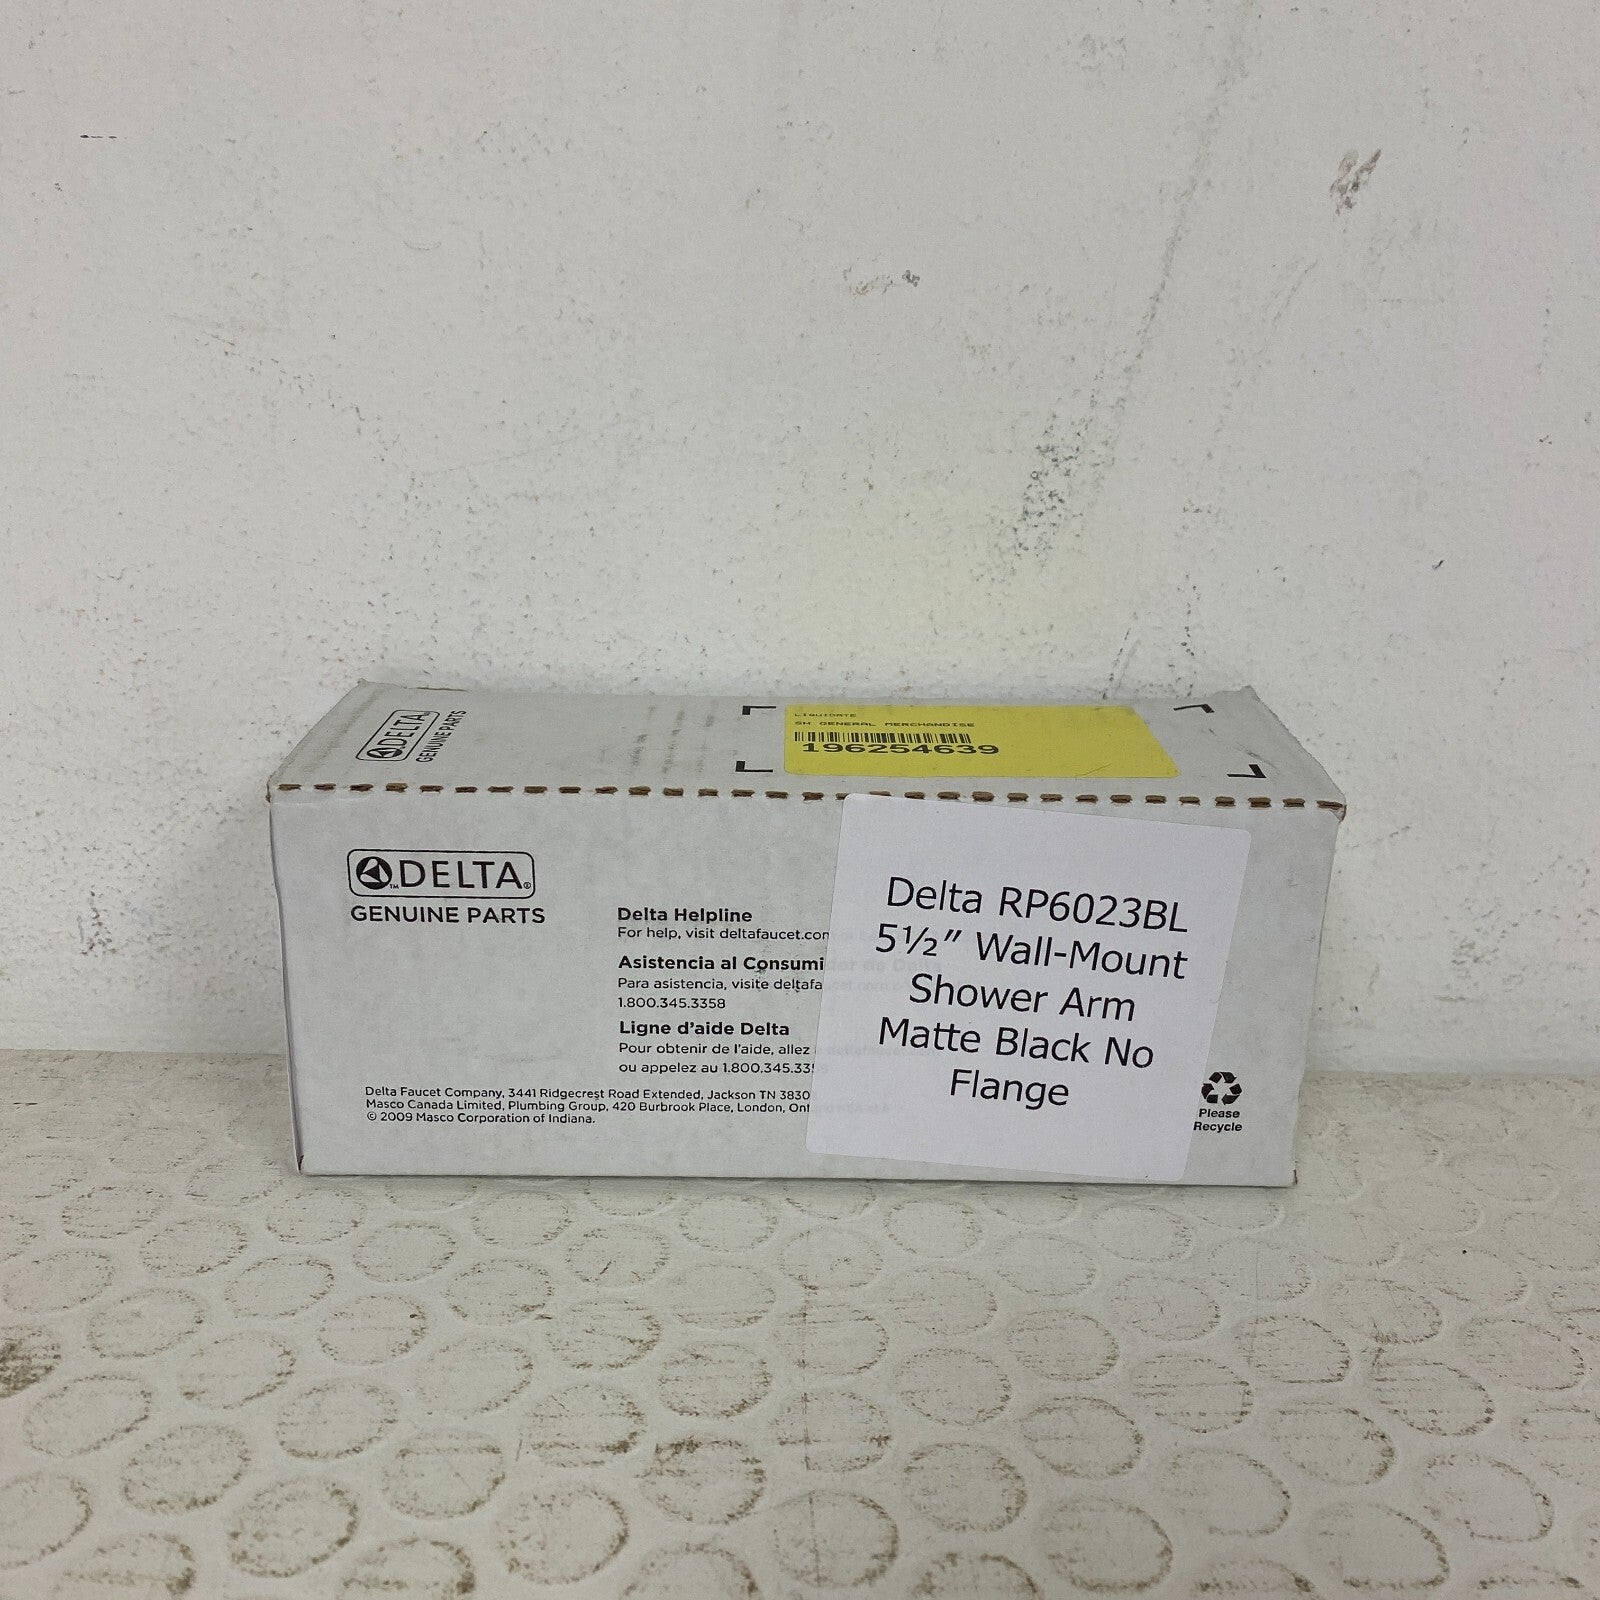 DELTA
GENUINE PARTS
LIQUIDATE
SH GENERAL MERCHANDISE
196254639
DELTA®
GENUINE PARTS
Delta Helpline
For help, visit deltafaucet.com
Asistencia al Consumi
Para asistencia, visite deltafa
1.800.345.3358
Ligne d'aide Delta
Pour obtenir de l'aide, allez
ou appelez au 1.800.345.335
Delta Faucet Company, 3441 Ridgecrest Road Extended, Jackson TN 3830
Masco Canada Limited, Plumbing Group, 420 Burbrook Place, London, Ont
© 2009 Masco Corporation of Indiana.
Delta RP6023BL
5½″ Wall-Mount
Shower Arm
Matte Black No
Flange
Please
Recycle